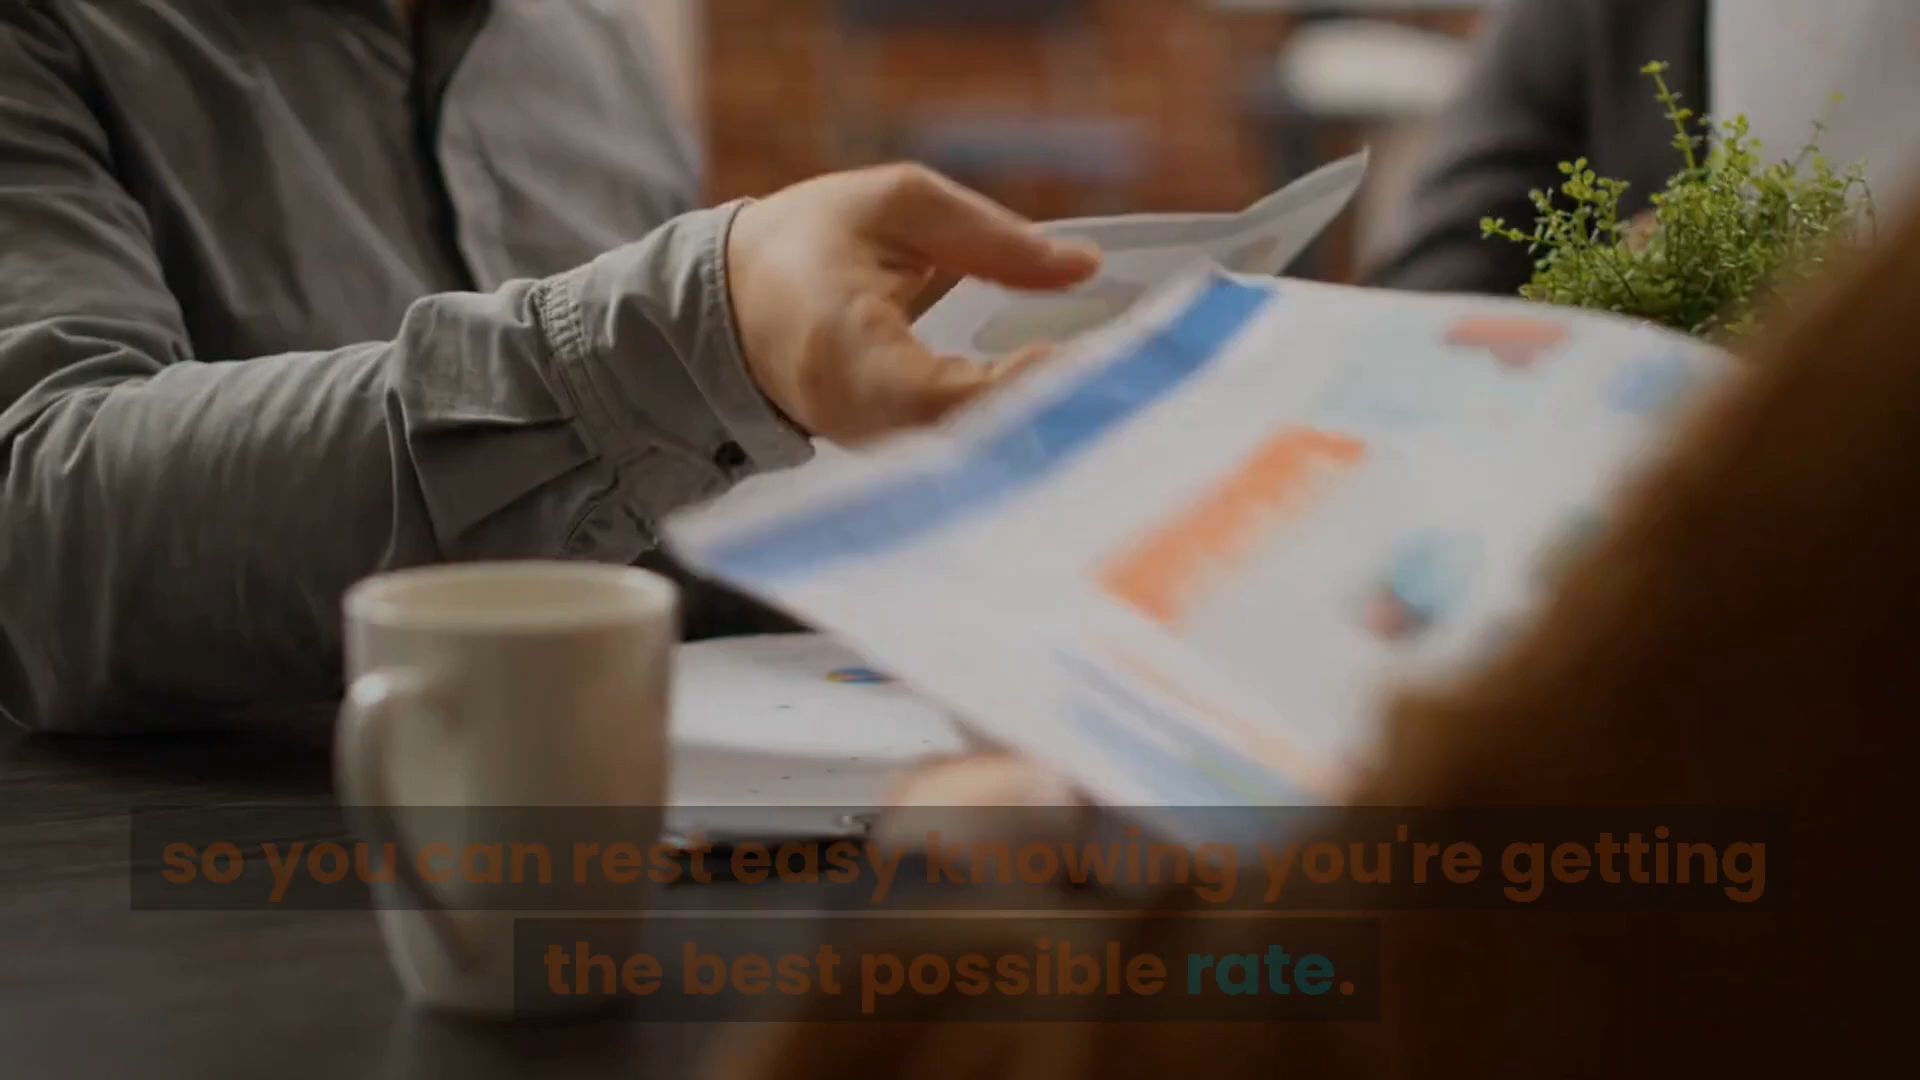 so you can rest easy knowing you're getting
the best possible rate.